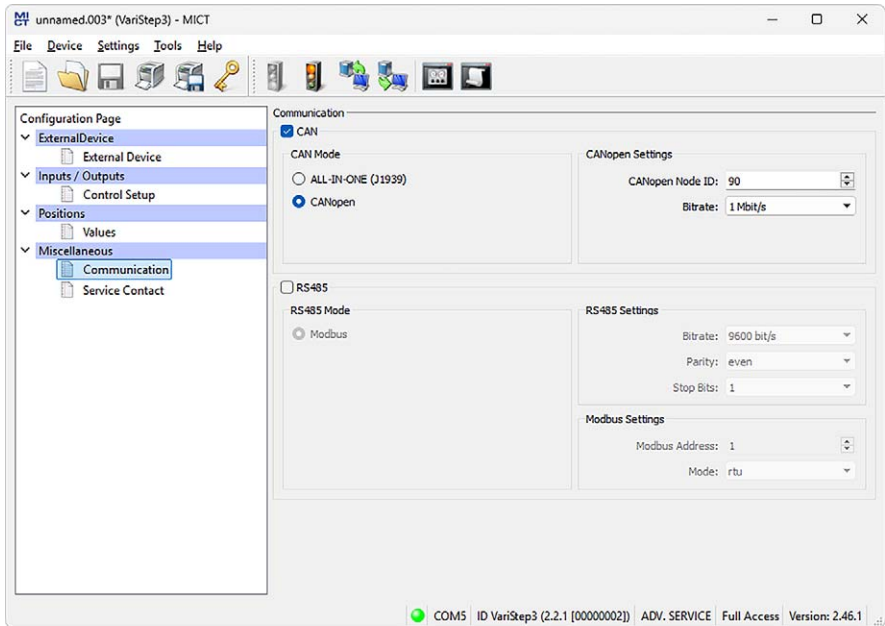 MICT unnamed.003* (VariStep3) - MICT
File Device Settings Tools Help
Configuration Page
ExternalDevice
External Device
Inputs / Outputs
Control Setup
Positions
Values
Miscellaneous
Communication
Service Contact
Communication
CAN
CAN Mode
ALL-IN-ONE (J1939)
CANopen
CANopen Settings
CANopen Node ID: 90
Bitrate: 1 Mbit/s
RS485
RS485 Mode
Modbus
RS485 Settings
Bitrate: 9600 bit/s
Parity: even
Stop Bits: 1
Modbus Settings
Modbus Address: 1
Mode: rtu
COM5 ID VariStep3 (2.2.1 [00000002]) ADV. SERVICE Full Access Version: 2.46.1